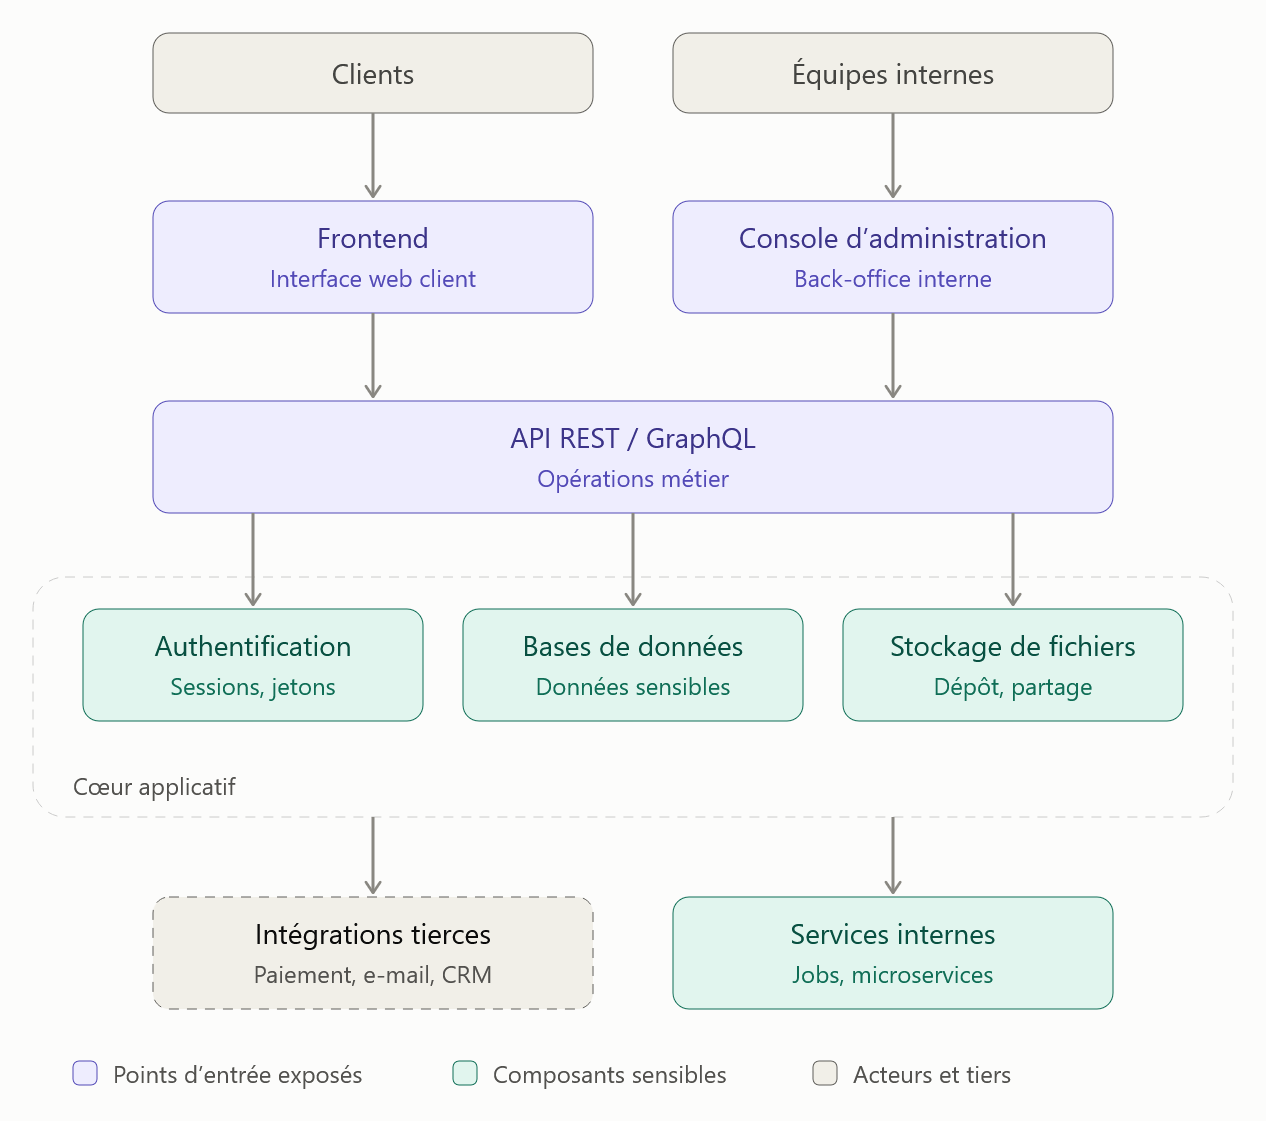 Clients
Équipes internes
Frontend
Interface web client
Console d’administration
Back-office interne
API REST / GraphQL
Opérations métier
Authentification
Sessions, jetons
Bases de données
Données sensibles
Stockage de fichiers
Dépôt, partage
Cœur applicatif
Intégrations tierces
Paiement, e-mail, CRM
Services internes
Jobs, microservices
Points d’entrée exposés
Composants sensibles
Acteurs et tiers